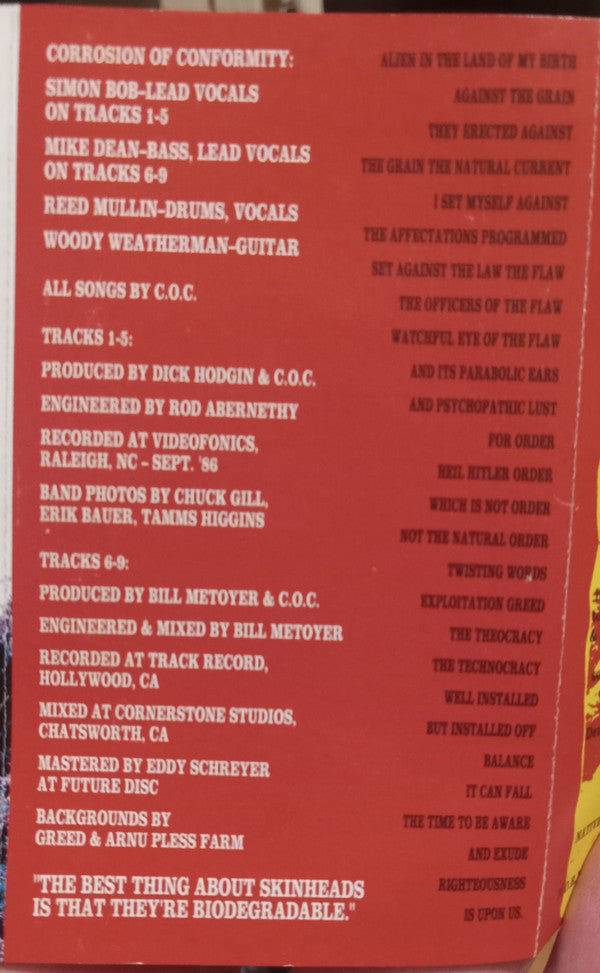 CORROSION OF CONFORMITY:
SIMON BOB-LEAD VOCALS
ON TRACKS 1-5
MIKE DEAN-BASS, LEAD VOCALS
ON TRACKS 6-9
REED MULLIN-DRUMS, VOCALS
WOODY WEATHERMAN-GUITAR
ALL SONGS BY C.O.C.
TRACKS 1-5:
PRODUCED BY DICK HODGIN & C.O.C.
ENGINEERED BY ROD ABERNETHY
RECORDED AT VIDEOFONICS,
RALEIGH, NC - SEPT. '86
BAND PHOTOS BY CHUCK GILL,
ERIK BAUER, TAMMS HIGGINS
TRACKS 6-9:
PRODUCED BY BILL METOYER & C.O.C.
ENGINEERED & MIXED BY BILL METOYER
RECORDED AT TRACK RECORD,
HOLLYWOOD, CA
MIXED AT CORNERSTONE STUDIOS,
CHATSWORTH, CA
MASTERED BY EDDY SCHREYER
AT FUTURE DISC
BACKGROUNDS BY
GREED & ARNU PLESS FARM
"THE BEST THING ABOUT SKINHEADS
IS THAT THEY'RE BIODEGRADABLE."
ALIEN IN THE LAND OF MY BIRTH
AGAINST THE GRAIN
THEY ERECTED AGAINST
THE GRAIN THE NATURAL CURRENT
I SET MYSELF AGAINST
THE AFFECTATIONS PROGRAMMED
SET AGAINST THE LAW THE FLAW
THE OFFICERS OF THE FLAW
WATCHFUL EYE OF THE FLAW
AND ITS PARABOLIC EARS
AND PSYCHOPATHIC LUST
FOR ORDER
HEIL HITLER ORDER
WHICH IS NOT ORDER
NOT THE NATURAL ORDER
TWISTING WORDS
EXPLOITATION GREED
THE THEOCRACY
THE TECHNOCRACY
WELL INSTALLED
BUT INSTALLED OFF
BALANCE
IT CAN FALL
THE TIME TO BE AWARE
AND EXUDE
RIGHTEOUSNESS
IS UPON US.